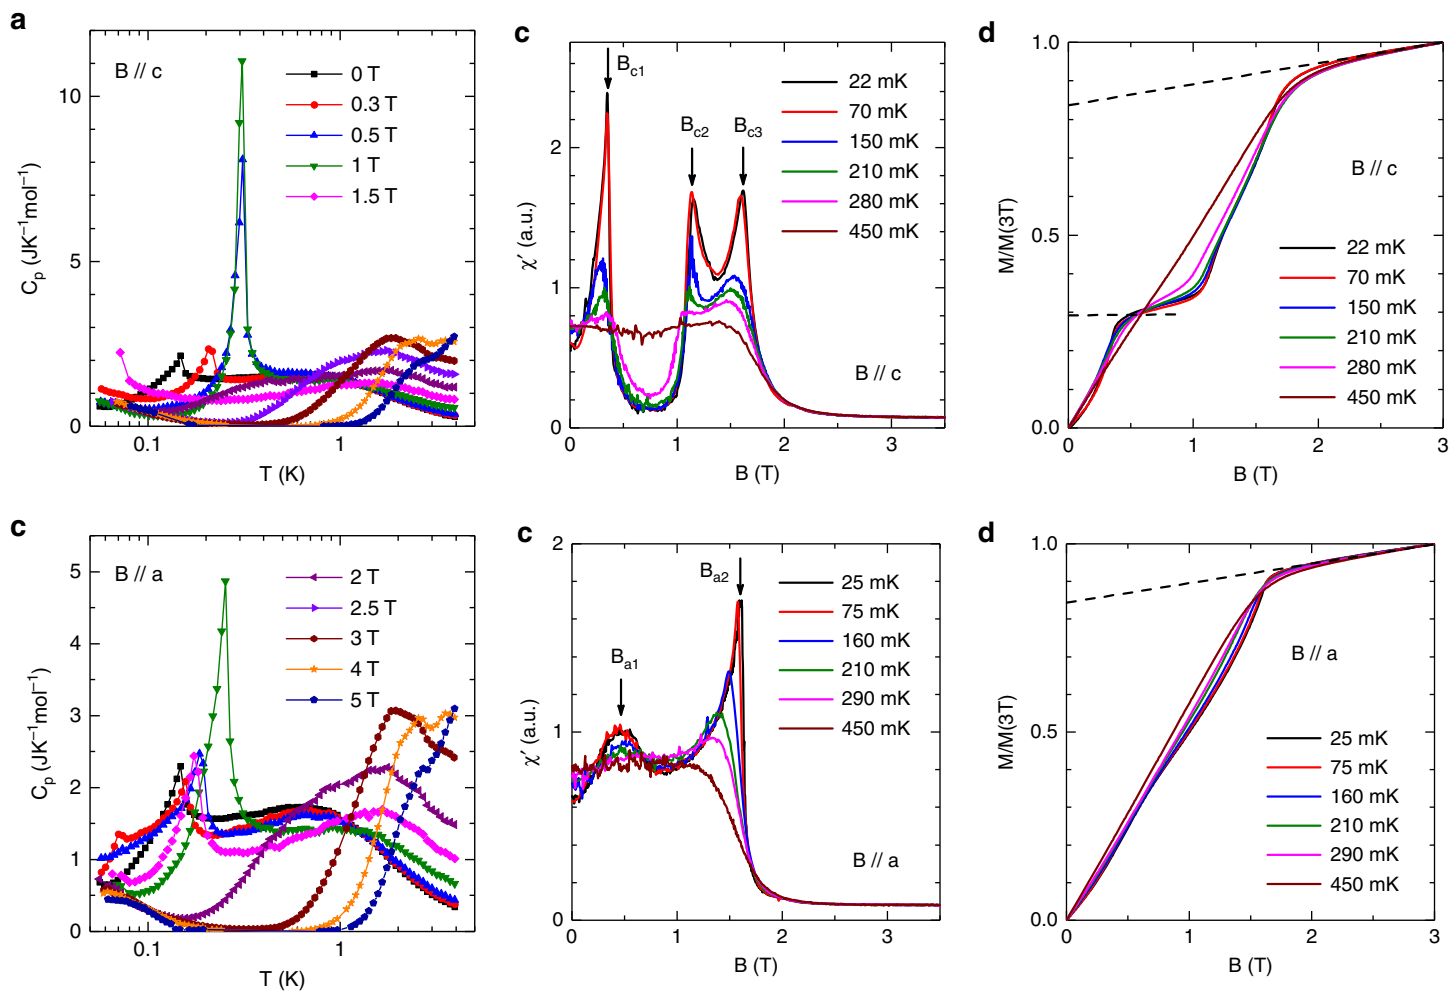 a
B // c
0 T
0.3 T
0.5 T
1 T
1.5 T
10
5
0
C_p (JK⁻¹mol⁻¹)
0.1
1
T (K)
c
B_c1
B_c2
B_c3
22 mK
70 mK
150 mK
210 mK
280 mK
450 mK
B // c
2
1
0
χ′ (a.u.)
0
1
2
3
B (T)
d
B // c
22 mK
70 mK
150 mK
210 mK
280 mK
450 mK
1.0
0.5
0.0
M/M(3T)
0
1
2
3
B (T)
c
B // a
2 T
2.5 T
3 T
4 T
5 T
5
4
3
2
1
0
C_p (JK⁻¹mol⁻¹)
0.1
1
T (K)
c
B_a1
B_a2
25 mK
75 mK
160 mK
210 mK
290 mK
450 mK
B // a
2
1
0
χ′ (a.u.)
0
1
2
3
B (T)
d
B // a
25 mK
75 mK
160 mK
210 mK
290 mK
450 mK
1.0
0.5
0.0
M/M(3T)
0
1
2
3
B (T)